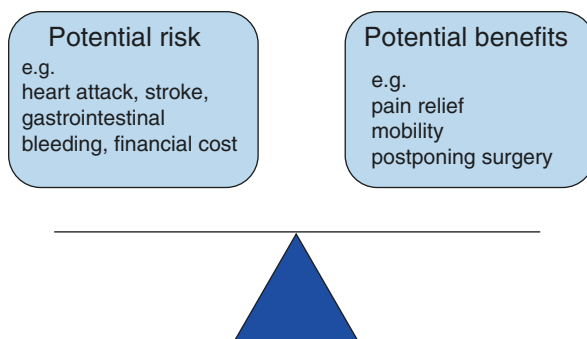 Potential risk
e.g.
heart attack, stroke,
gastrointestinal
bleeding, financial cost
Potential benefits
e.g.
pain relief
mobility
postponing surgery